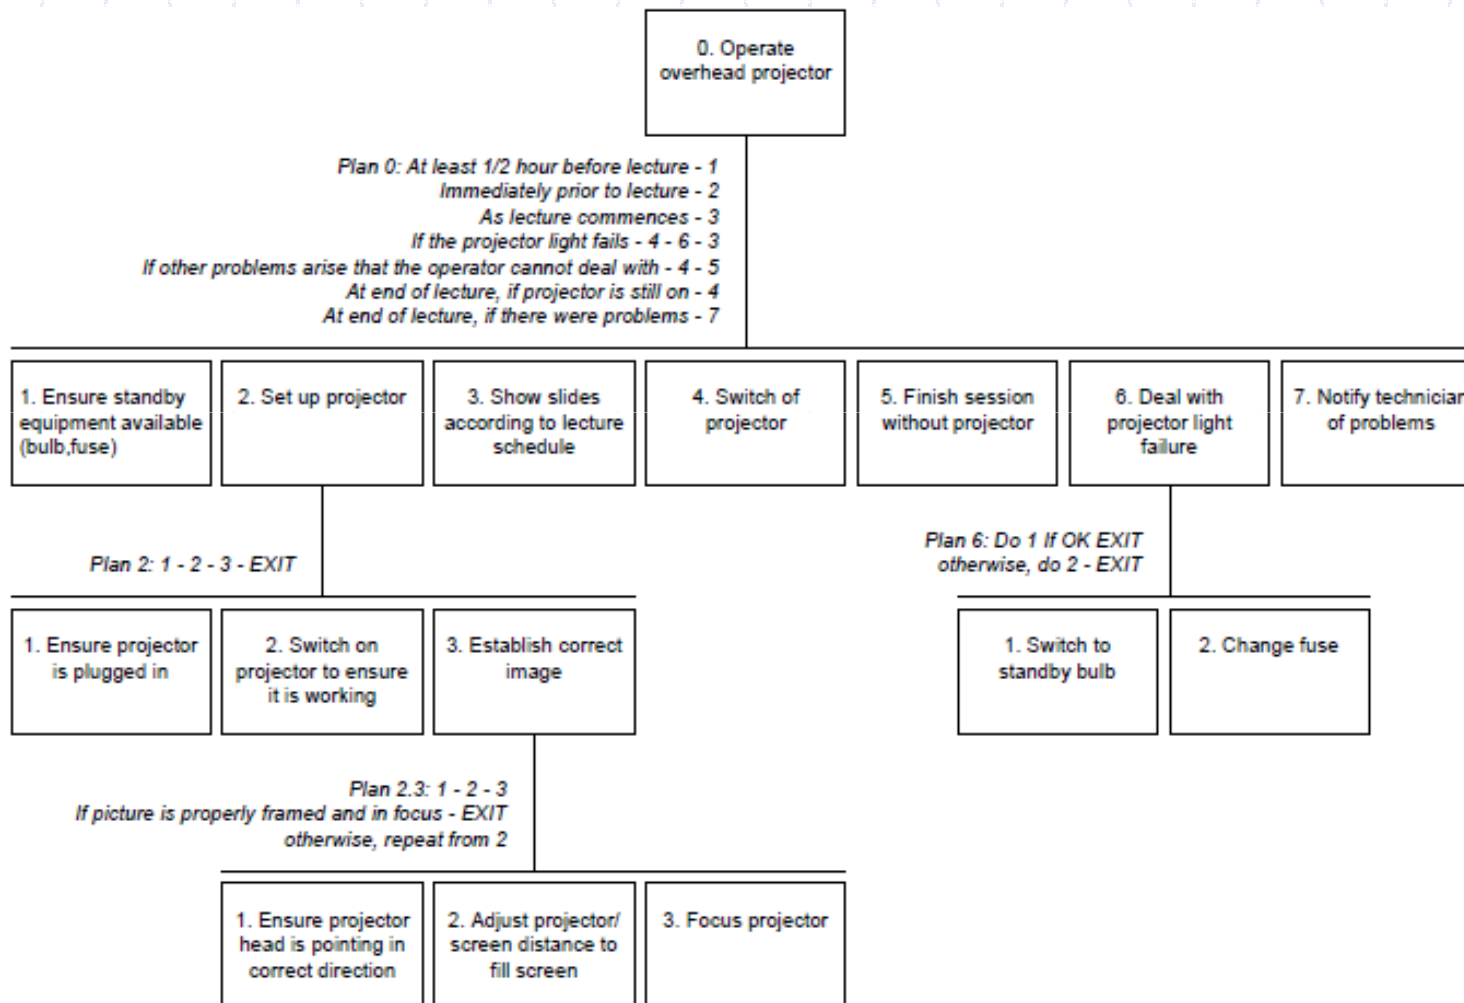 0. Operate
overhead projector
Plan 0: At least 1/2 hour before lecture - 1
Immediately prior to lecture - 2
As lecture commences - 3
If the projector light fails - 4 - 6 - 3
If other problems arise that the operator cannot deal with - 4 - 5
At end of lecture, if projector is still on - 4
At end of lecture, if there were problems - 7
1. Ensure standby
equipment available
(bulb,fuse)
2. Set up projector
3. Show slides
according to lecture
schedule
4. Switch of
projector
5. Finish session
without projector
6. Deal with
projector light
failure
7. Notify technician
of problems
Plan 2: 1 - 2 - 3 - EXIT
Plan 6: Do 1 If OK EXIT
otherwise, do 2 - EXIT
1. Ensure projector
is plugged in
2. Switch on
projector to ensure
it is working
3. Establish correct
image
1. Switch to
standby bulb
2. Change fuse
Plan 2.3: 1 - 2 - 3
If picture is properly framed and in focus - EXIT
otherwise, repeat from 2
1. Ensure projector
head is pointing in
correct direction
2. Adjust projector/
screen distance to
fill screen
3. Focus projector